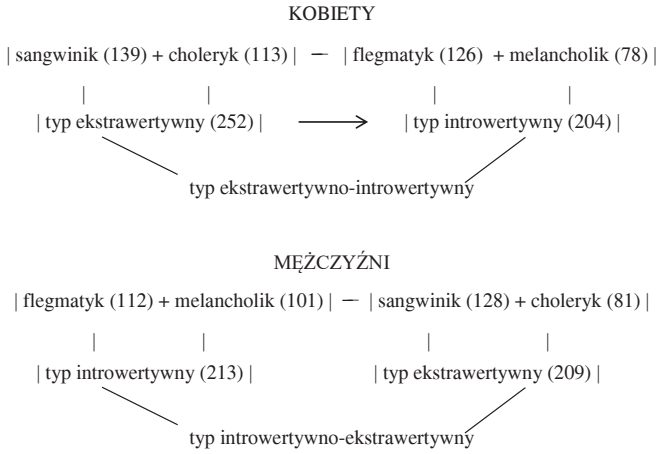 KOBIETY
| sangwinik (139) + choleryk (113) | – | flegmatyk (126) + melancholik (78) |
| typ ekstrawertywny (252) | → | typ introwertywny (204) |
typ ekstrawertywno-introwertywny
MĘŻCZYŹNI
| flegmatyk (112) + melancholik (101) | – | sangwinik (128) + choleryk (81) |
| typ introwertywny (213) | | typ ekstrawertywny (209) |
typ introwertywno-ekstrawertywny